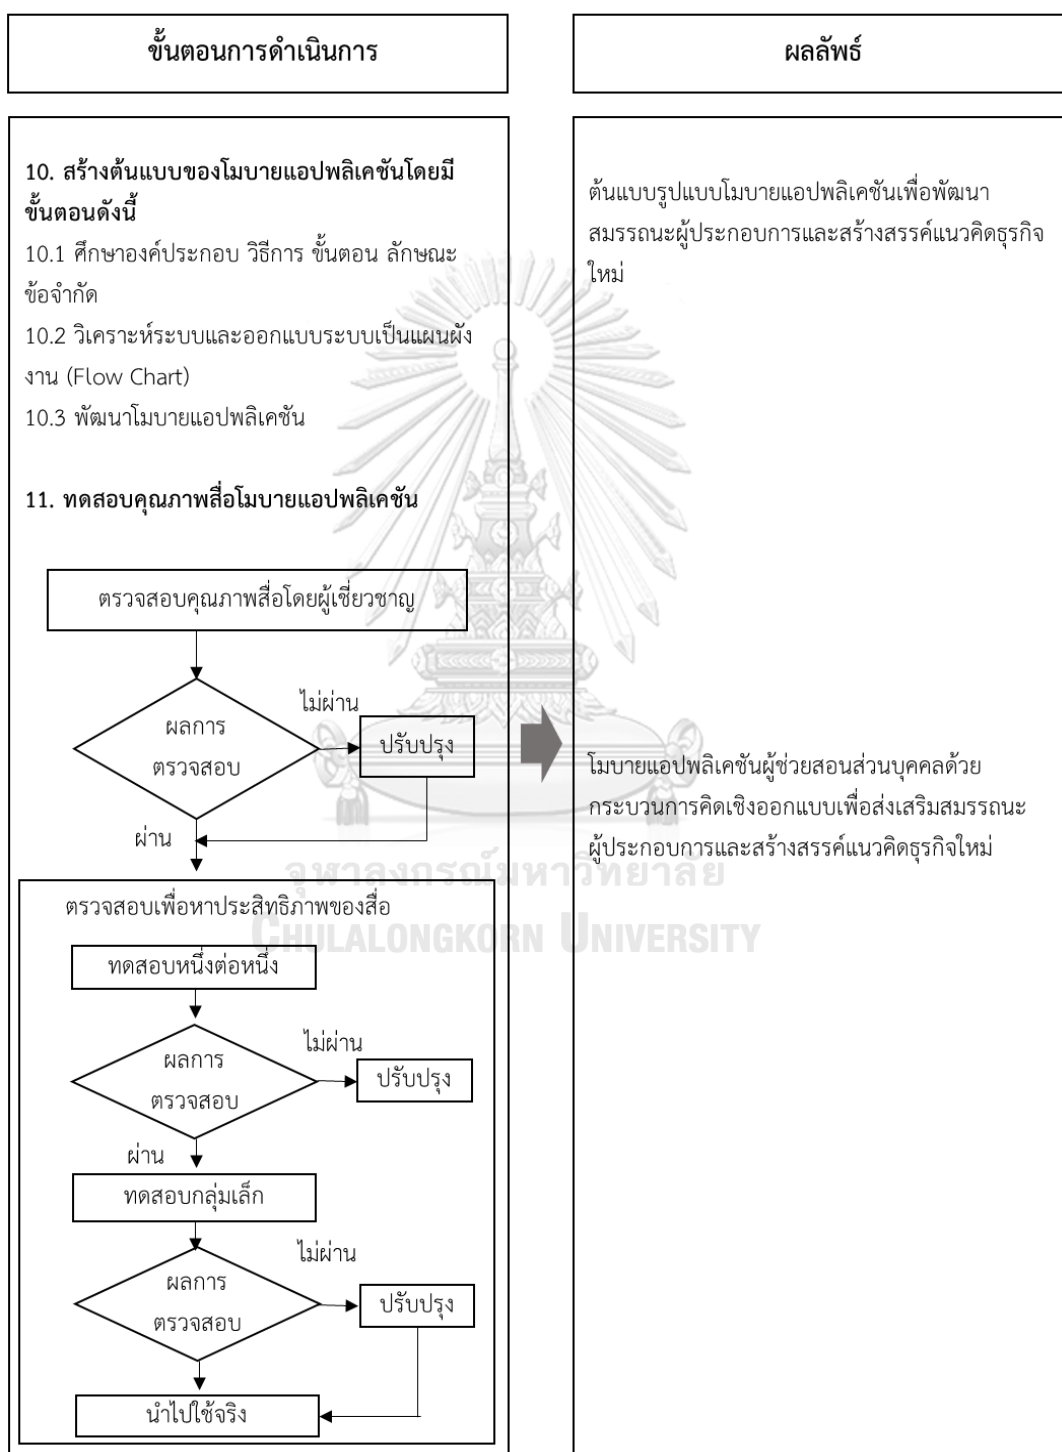 ขั้นตอนการดำเนินการ
ผลลัพธ์
10. สร้างต้นแบบของโมบายแอปพลิเคชันโดยมี
ขั้นตอนดังนี้
10.1 ศึกษาองค์ประกอบ วิธีการ ขั้นตอน ลักษณะ
ข้อจำกัด
10.2 วิเคราะห์ระบบและออกแบบระบบเป็นแผนผัง
งาน (Flow Chart)
10.3 พัฒนาโมบายแอปพลิเคชัน
11. ทดสอบคุณภาพสื่อโมบายแอปพลิเคชัน
ตรวจสอบคุณภาพสื่อโดยผู้เชี่ยวชาญ
ผลการ
ตรวจสอบ
ไม่ผ่าน
ปรับปรุง
ผ่าน
ตรวจสอบเพื่อหาประสิทธิภาพของสื่อ
ทดสอบหนึ่งต่อหนึ่ง
ผลการ
ตรวจสอบ
ไม่ผ่าน
ปรับปรุง
ผ่าน
ทดสอบกลุ่มเล็ก
ผลการ
ตรวจสอบ
ไม่ผ่าน
ปรับปรุง
นำไปใช้จริง
ต้นแบบรูปแบบโมบายแอปพลิเคชันเพื่อพัฒนา
สมรรถนะผู้ประกอบการและสร้างสรรค์แนวคิดธุรกิจ
ใหม่
โมบายแอปพลิเคชันผู้ช่วยสอนส่วนบุคคลด้วย
กระบวนการคิดเชิงออกแบบเพื่อส่งเสริมสมรรถนะ
ผู้ประกอบการและสร้างสรรค์แนวคิดธุรกิจใหม่
จุฬาลงกรณ์มหาวิทยาลัย
CHULALONGKORN UNIVERSITY